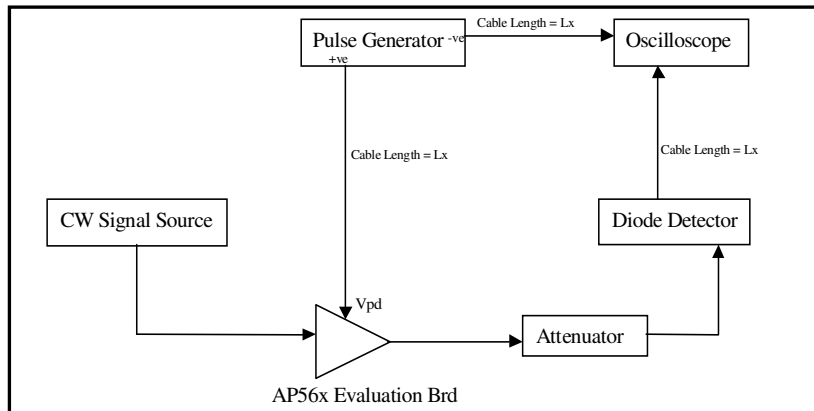 Pulse Generator -ve
+ve
Cable Length = Lx
Oscilloscope
Cable Length = Lx
Cable Length = Lx
CW Signal Source
Diode Detector
Vpd
Attenuator
AP56x Evaluation Brd